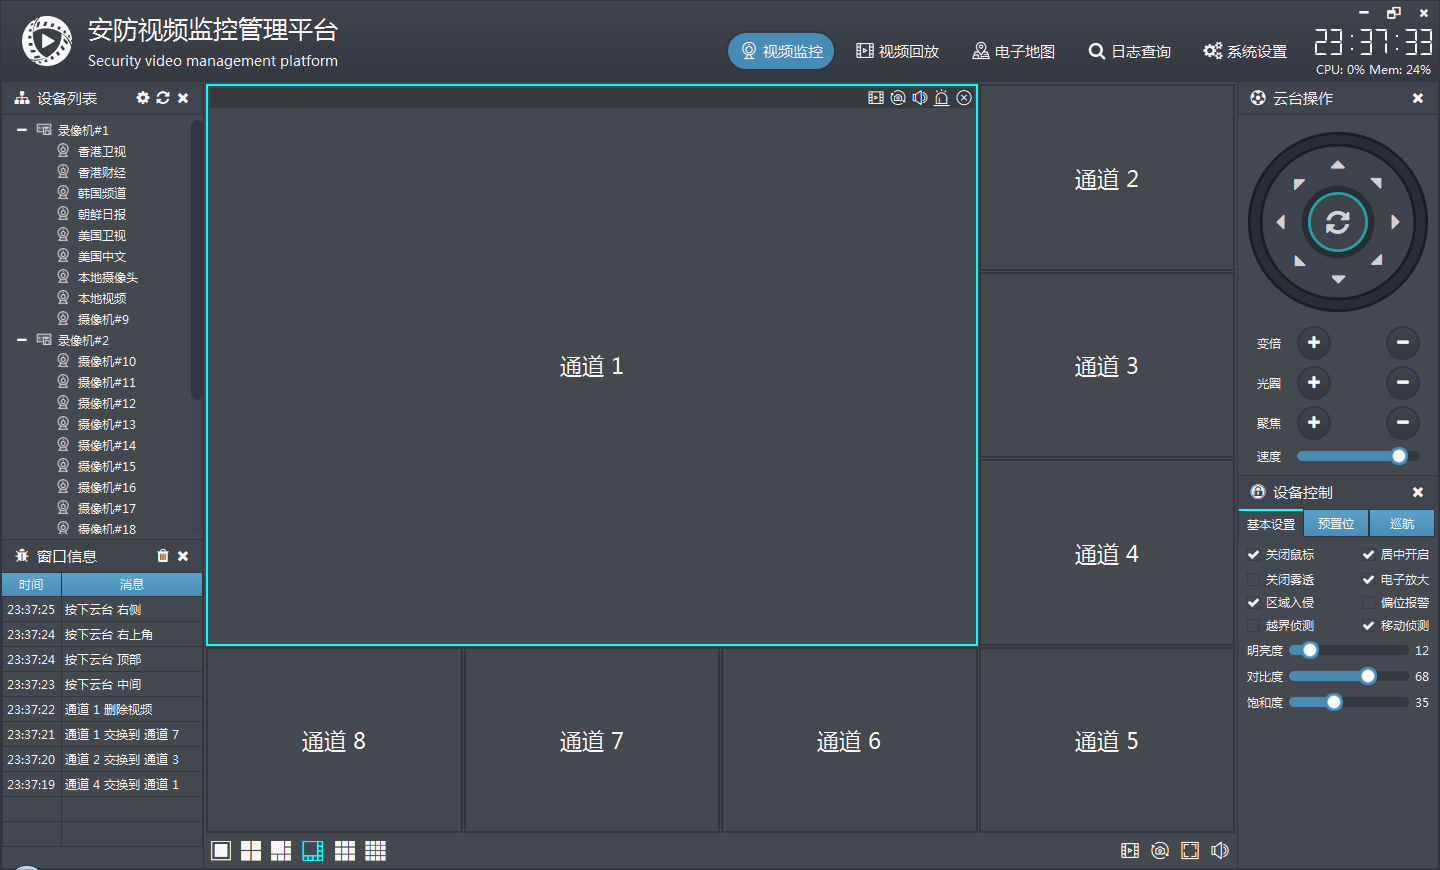 安防视频监控管理平台
Security video management platform
视频监控
视频回放
电子地图
日志查询
系统设置
23:37:33
CPU: 0% Mem: 24%
设备列表
录像机#1
香港卫视
香港财经
韩国频道
朝鲜日报
美国卫视
美国中文
本地摄像头
本地视频
摄像机#9
录像机#2
摄像机#10
摄像机#11
摄像机#12
摄像机#13
摄像机#14
摄像机#15
摄像机#16
摄像机#17
摄像机#18
窗口信息
时间 消息
23:37:25 按下云台 右侧
23:37:24 按下云台 右上角
23:37:24 按下云台 顶部
23:37:23 按下云台 中间
23:37:22 通道 1 删除视频
23:37:21 通道 1 交换到 通道 7
23:37:20 通道 2 交换到 通道 3
23:37:19 通道 4 交换到 通道 1
通道 1
通道 2
通道 3
通道 4
通道 8
通道 7
通道 6
通道 5
云台操作
变倍
光圈
聚焦
速度
设备控制
基本设置 预置位 巡航
关闭鼠标 居中开启
关闭雾透 电子放大
区域入侵 偏位报警
越界侦测 移动侦测
明亮度 12
对比度 68
饱和度 35